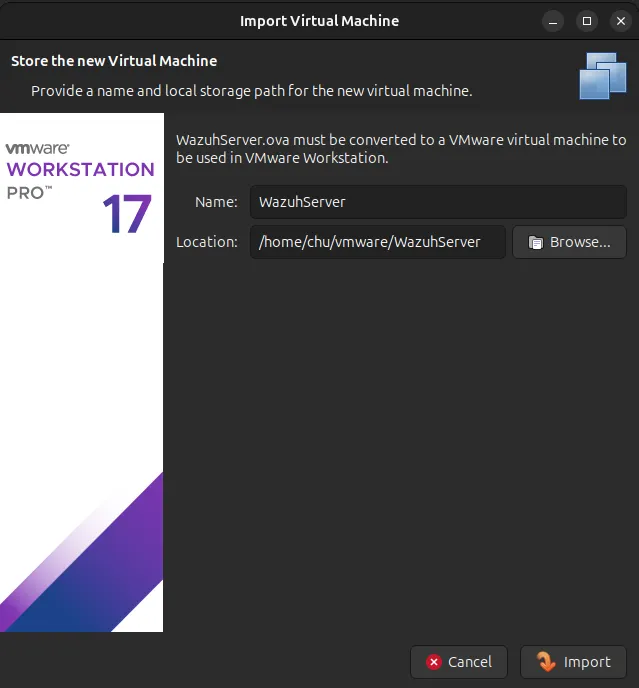 Import Virtual Machine
Store the new Virtual Machine
Provide a name and local storage path for the new virtual machine.
vmware®
WORKSTATION
PRO™
17
WazuhServer.ova must be converted to a VMware virtual machine to
be used in VMware Workstation.
Name: WazuhServer
Location: /home/chu/vmware/WazuhServer Browse...
Cancel Import